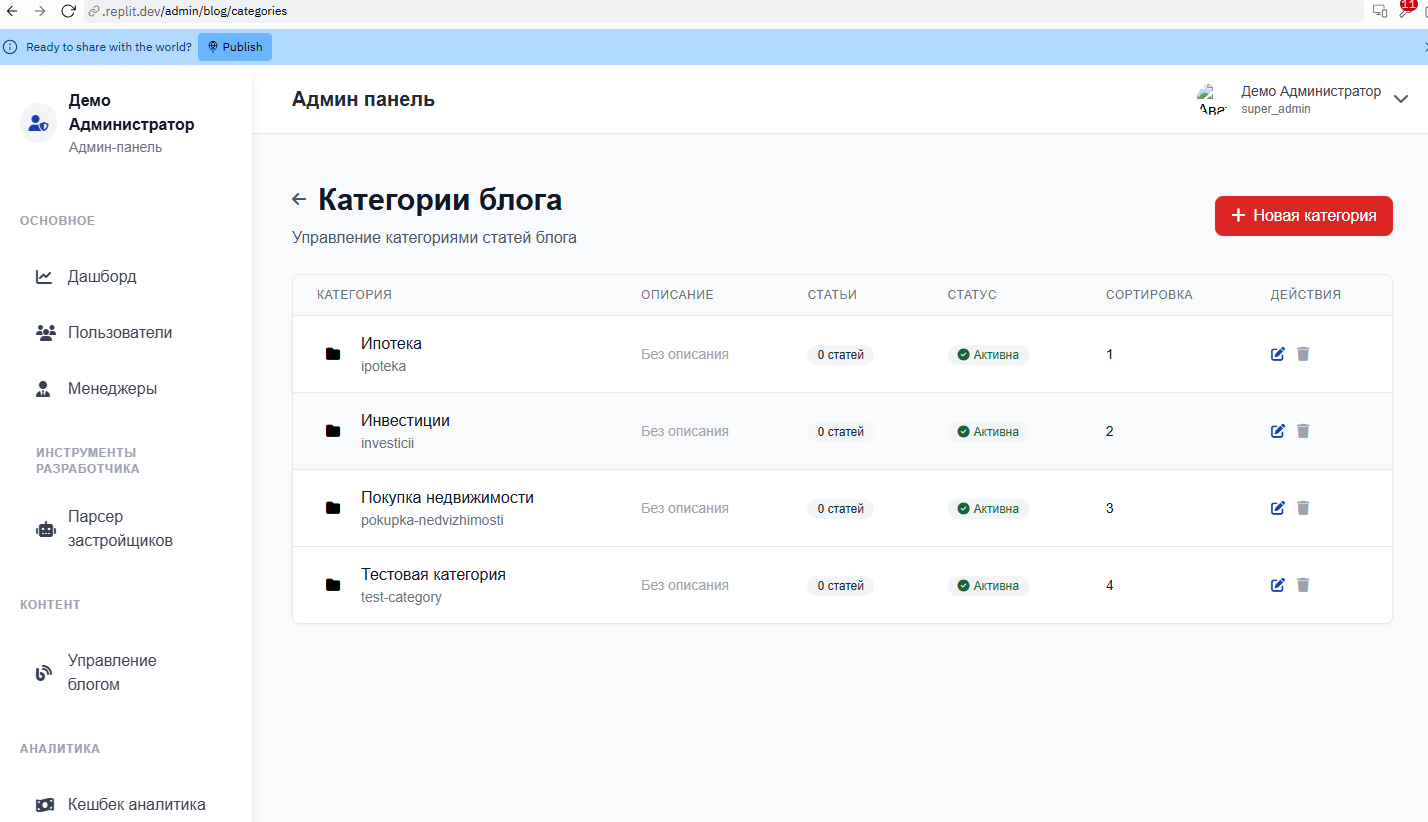 .replit.dev/admin/blog/categories
11
Ready to share with the world? Publish
Демо
Администратор
Админ-панель
Админ панель
Демо Администратор
super_admin
ОСНОВНОЕ
Дашборд
Пользователи
Менеджеры
ИНСТРУМЕНТЫ
РАЗРАБОТЧИКА
Парсер
застройщиков
КОНТЕНТ
Управление
блогом
АНАЛИТИКА
Кешбек аналитика
Категории блога
Управление категориями статей блога
Новая категория
КАТЕГОРИЯ ОПИСАНИЕ СТАТЬИ СТАТУС СОРТИРОВКА ДЕЙСТВИЯ
Ипотека
ipoteka
Без описания 0 статей Активна 1
Инвестиции
investicii
Без описания 0 статей Активна 2
Покупка недвижимости
pokupka-nedvizhimosti
Без описания 0 статей Активна 3
Тестовая категория
test-category
Без описания 0 статей Активна 4